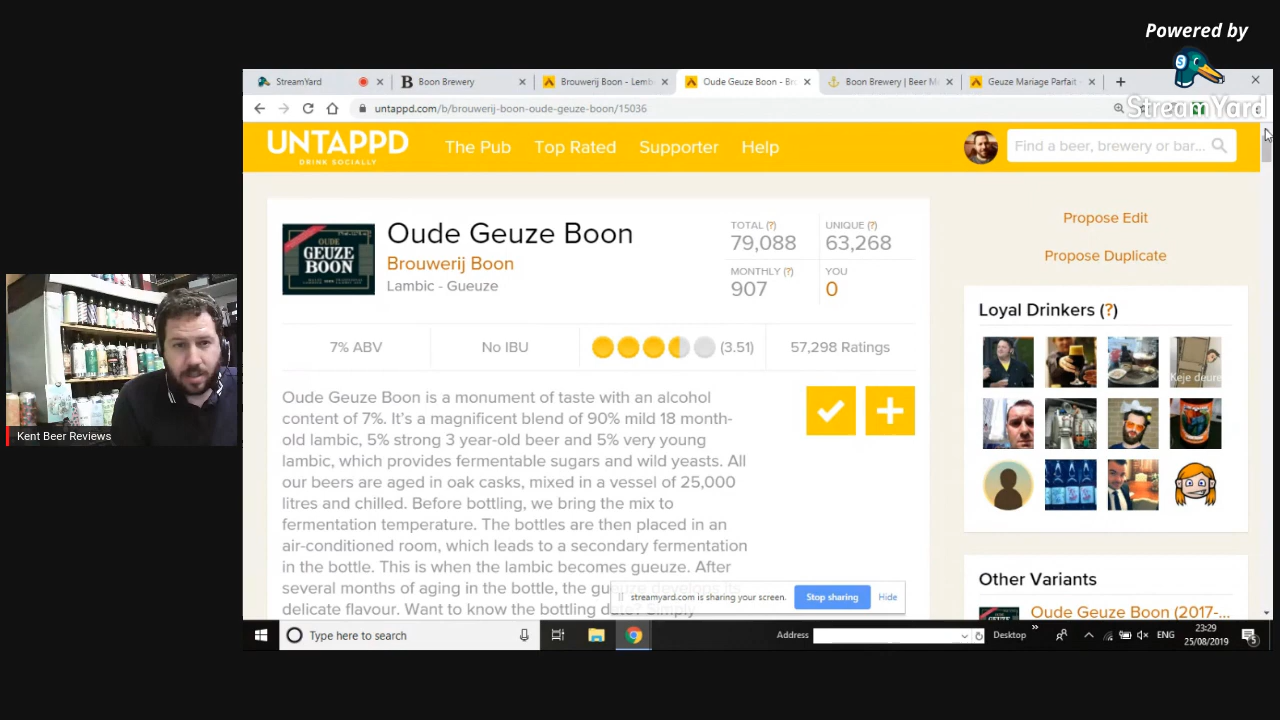 Powered by
StreamYard
StreamYard
Boon Brewery
Brouwerij Boon - Lemb
Oude Geuze Boon - Bro
Boon Brewery | Beer M
Geuze Mariage Parfait -
untappd.com/b/brouwerij-boon-oude-geuze-boon/15036
UNTAPPD
DRINK SOCIALLY
The Pub
Top Rated
Supporter
Help
Find a beer, brewery or bar...
OUDE
GEUZE
BOON
Oude Geuze Boon
Brouwerij Boon
Lambic - Gueuze
TOTAL (?)
79,088
UNIQUE (?)
63,268
MONTHLY (?)
907
YOU
0
7% ABV
No IBU
(3.51)
57,298 Ratings
Oude Geuze Boon is a monument of taste with an alcohol
content of 7%. It's a magnificent blend of 90% mild 18 month-
old lambic, 5% strong 3 year-old beer and 5% very young
lambic, which provides fermentable sugars and wild yeasts. All
our beers are aged in oak casks, mixed in a vessel of 25,000
litres and chilled. Before bottling, we bring the mix to
fermentation temperature. The bottles are then placed in an
air-conditioned room, which leads to a secondary fermentation
in the bottle. This is when the lambic becomes gueuze. After
several months of aging in the bottle, the
delicate flavour. Want to know the bottling
Propose Edit
Propose Duplicate
Loyal Drinkers (?)
Keje deure
Other Variants
Oude Geuze Boon (2017-...
streamyard.com is sharing your screen.
Stop sharing
Hide
Kent Beer Reviews
Type here to search
Address
Desktop
ENG
23:29
25/08/2019
5